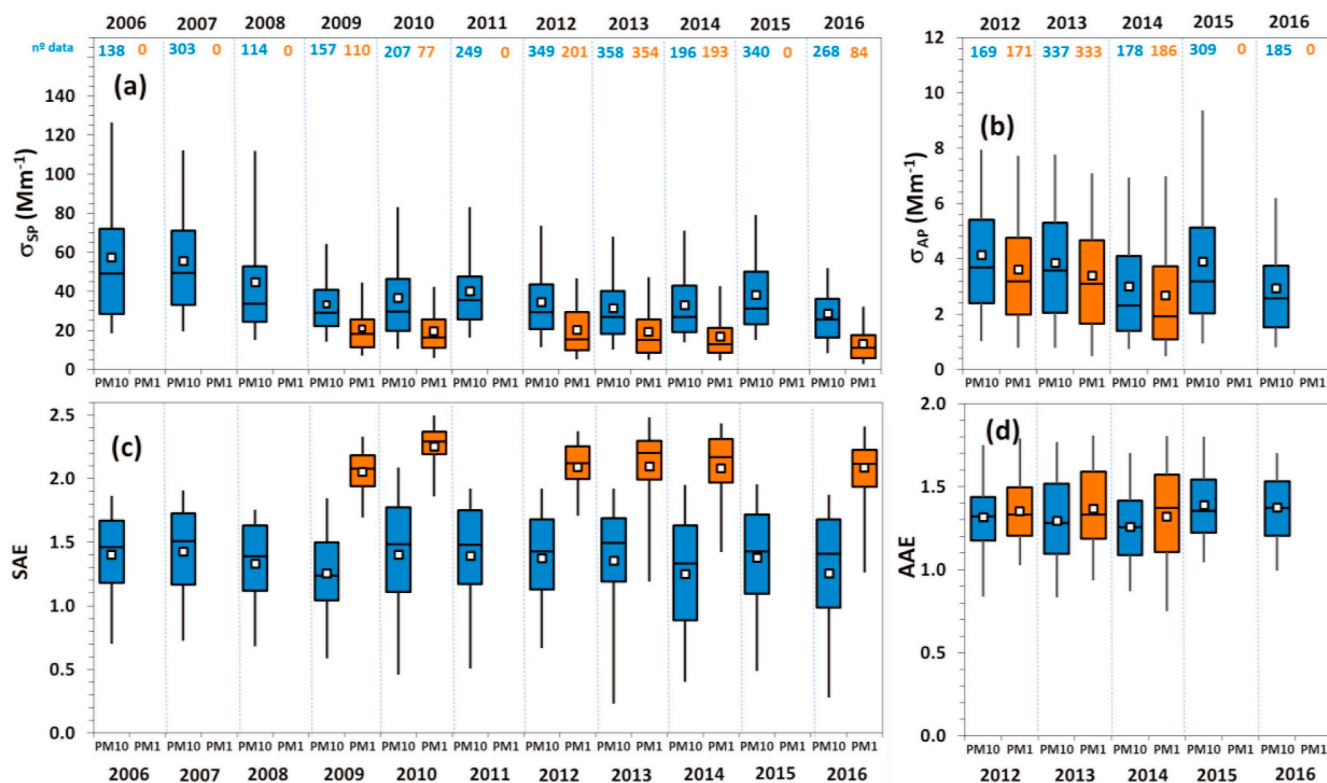 2006 2007 2008 2009 2010 2011 2012 2013 2014 2015 2016
nº data 138 0 303 0 114 0 157 110 207 77 249 0 349 201 358 354 196 193 340 0 268 84
(a)
140
120
100
80
60
40
20
0
σSP (Mm-1)
PM10 PM1 PM10 PM1 PM10 PM1 PM10 PM1 PM10 PM1 PM10 PM1 PM10 PM1 PM10 PM1 PM10 PM1 PM10 PM1 PM10 PM1
2012 2013 2014 2015 2016
12
169 171 337 333 178 186 309 0 185 0
10
(b)
8
6
4
2
0
σAP (Mm-1)
PM10 PM1 PM10 PM1 PM10 PM1 PM10 PM1 PM10 PM1
2.5
(c)
2.0
1.5
1.0
0.5
0.0
SAE
PM10 PM1 PM10 PM1 PM10 PM1 PM10 PM1 PM10 PM1 PM10 PM1 PM10 PM1 PM10 PM1 PM10 PM1 PM10 PM1 PM10 PM1
2006 2007 2008 2009 2010 2011 2012 2013 2014 2015 2016
2.0
(d)
1.5
1.0
0.5
0.0
AAE
PM10 PM1 PM10 PM1 PM10 PM1 PM10 PM1 PM10 PM1
2012 2013 2014 2015 2016